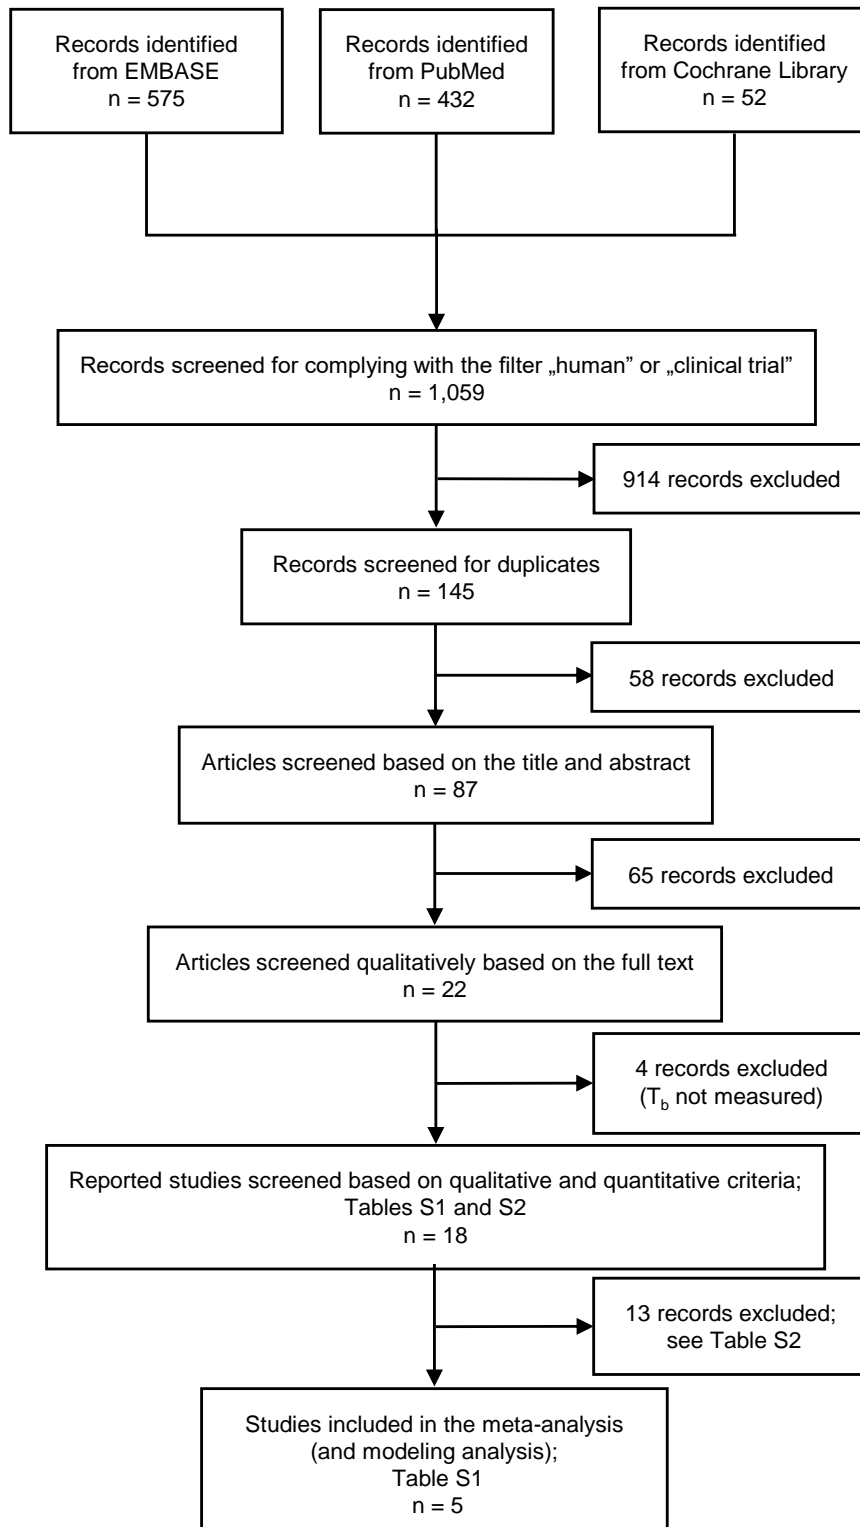 Records identified
from EMBASE
n = 575
Records identified
from PubMed
n = 432
Records identified
from Cochrane Library
n = 52
Records screened for complying with the filter „human” or „clinical trial”
n = 1,059
914 records excluded
Records screened for duplicates
n = 145
58 records excluded
Articles screened based on the title and abstract
n = 87
65 records excluded
Articles screened qualitatively based on the full text
n = 22
4 records excluded
(Tb not measured)
Reported studies screened based on qualitative and quantitative criteria;
Tables S1 and S2
n = 18
13 records excluded;
see Table S2
Studies included in the meta-analysis
(and modeling analysis);
Table S1
n = 5